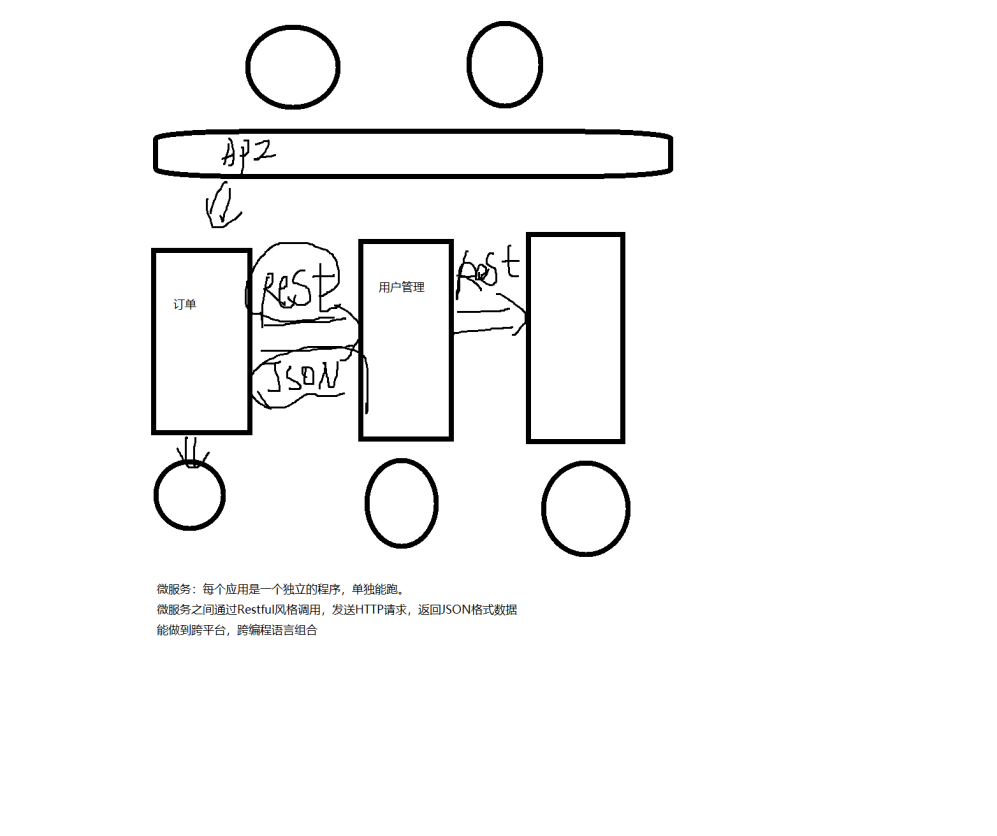 API
Rest
Rest
用户管理
订单
JSON
微服务：每个应用是一个独立的程序，单独能跑。
微服务之间通过Restful风格调用，发送HTTP请求，返回JSON格式数据
能做到跨平台，跨编程语言组合